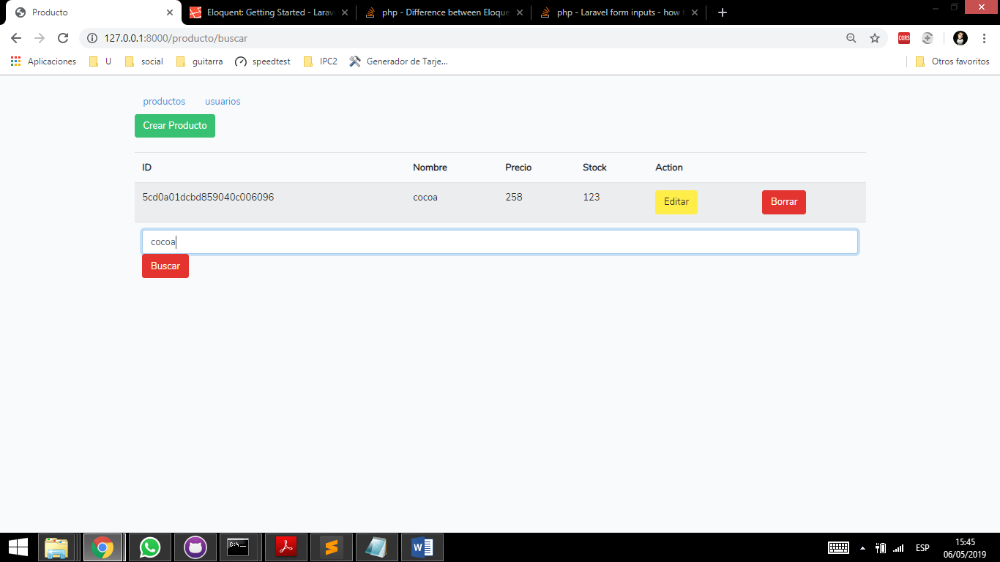 Producto
Eloquent: Getting Started - Larav
php - Difference between Eloque
php - Laravel form inputs - how t
127.0.0.1:8000/producto/buscar
CORS
Aplicaciones
U
social
guitarra
speedtest
IPC2
Generador de Tarje...
Otros favoritos
productos usuarios
Crear Producto
ID Nombre Precio Stock Action
5cd0a01dcbd859040c006096 cocoa 258 123 Editar Borrar
cocoa
Buscar
C:\_
ESP
15:45
06/05/2019